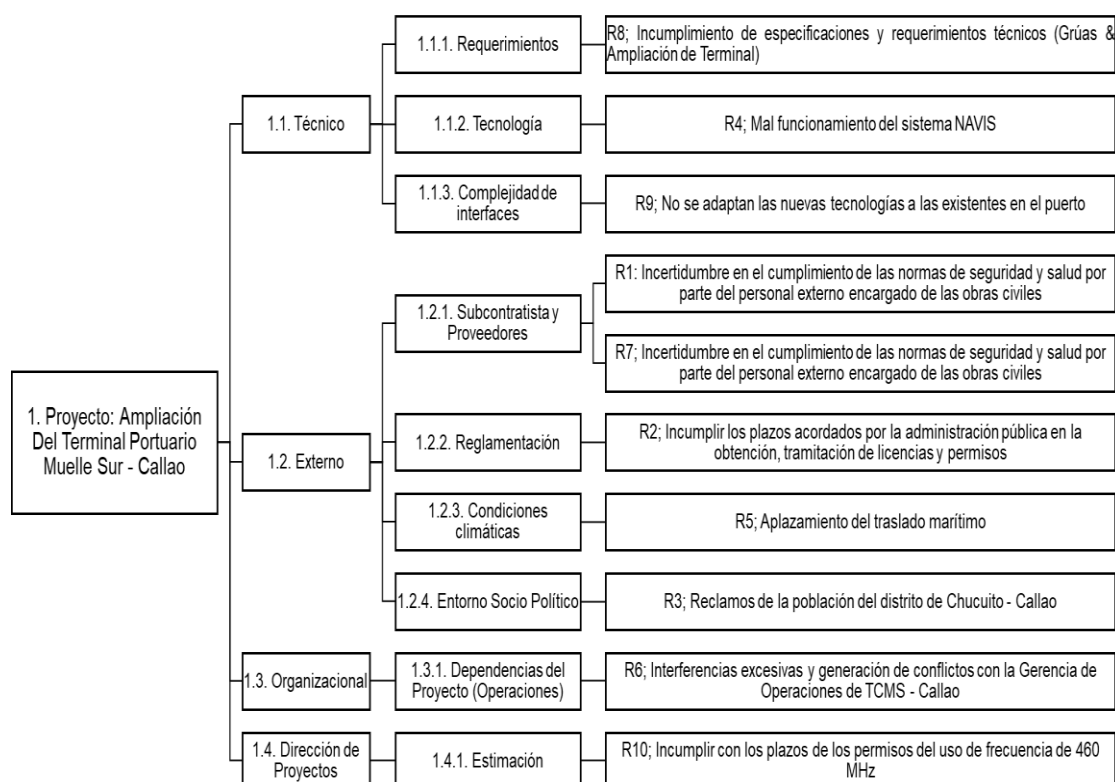 1. Proyecto: Ampliación
Del Terminal Portuario
Muelle Sur - Callao
1.1. Técnico
1.1.1. Requerimientos
R8; Incumplimiento de especificaciones y requerimientos técnicos (Grúas &
Ampliación de Terminal)
1.1.2. Tecnología
R4; Mal funcionamiento del sistema NAVIS
1.1.3. Complejidad de
interfaces
R9; No se adaptan las nuevas tecnologías a las existentes en el puerto
1.2. Externo
1.2.1. Subcontratista y
Proveedores
R1: Incertidumbre en el cumplimiento de las normas de seguridad y salud por
parte del personal externo encargado de las obras civiles
R7; Incertidumbre en el cumplimiento de las normas de seguridad y salud por
parte del personal externo encargado de las obras civiles
1.2.2. Reglamentación
R2; Incumplir los plazos acordados por la administración pública en la
obtención, tramitación de licencias y permisos
1.2.3. Condiciones
climáticas
R5; Aplazamiento del traslado marítimo
1.2.4. Entorno Socio Político
R3; Reclamos de la población del distrito de Chucuito - Callao
1.3. Organizacional
1.3.1. Dependencias del
Proyecto (Operaciones)
R6; Interferencias excesivas y generación de conflictos con la Gerencia de
Operaciones de TCMS - Callao
1.4. Dirección de
Proyectos
1.4.1. Estimación
R10; Incumplir con los plazos de los permisos del uso de frecuencia de 460
MHz